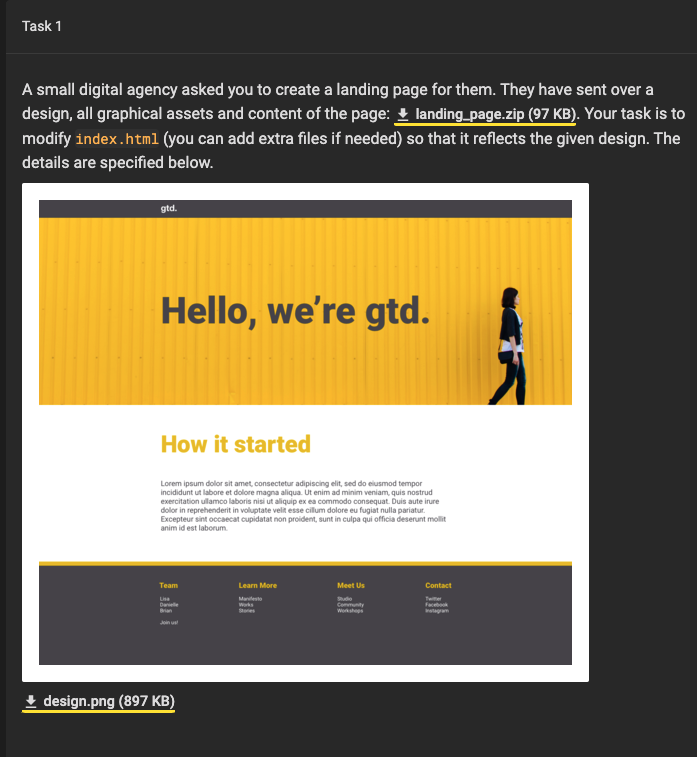 Task 1
A small digital agency asked you to create a landing page for them. They have sent over a
design, all graphical assets and content of the page: landing_page.zip (97 KB). Your task is to
modify index.html (you can add extra files if needed) so that it reflects the given design. The
details are specified below.
gtd.
Hello, we’re gtd.
How it started
Lorem ipsum dolor sit amet, consectetur adipiscing elit, sed do eiusmod tempor
incididunt ut labore et dolore magna aliqua. Ut enim ad minim veniam, quis nostrud
exercitation ullamco laboris nisi ut aliquip ex ea commodo consequat. Duis aute irure
dolor in reprehenderit in voluptate velit esse cillum dolore eu fugiat nulla pariatur.
Excepteur sint occaecat cupidatat non proident, sunt in culpa qui officia deserunt mollit
anim id est laborum.
Team
Lisa
Danielle
Brian
Join us!
Learn More
Manifesto
Works
Stories
Meet Us
Studio
Community
Workshops
Contact
Twitter
Facebook
Instagram
design.png (897 KB)